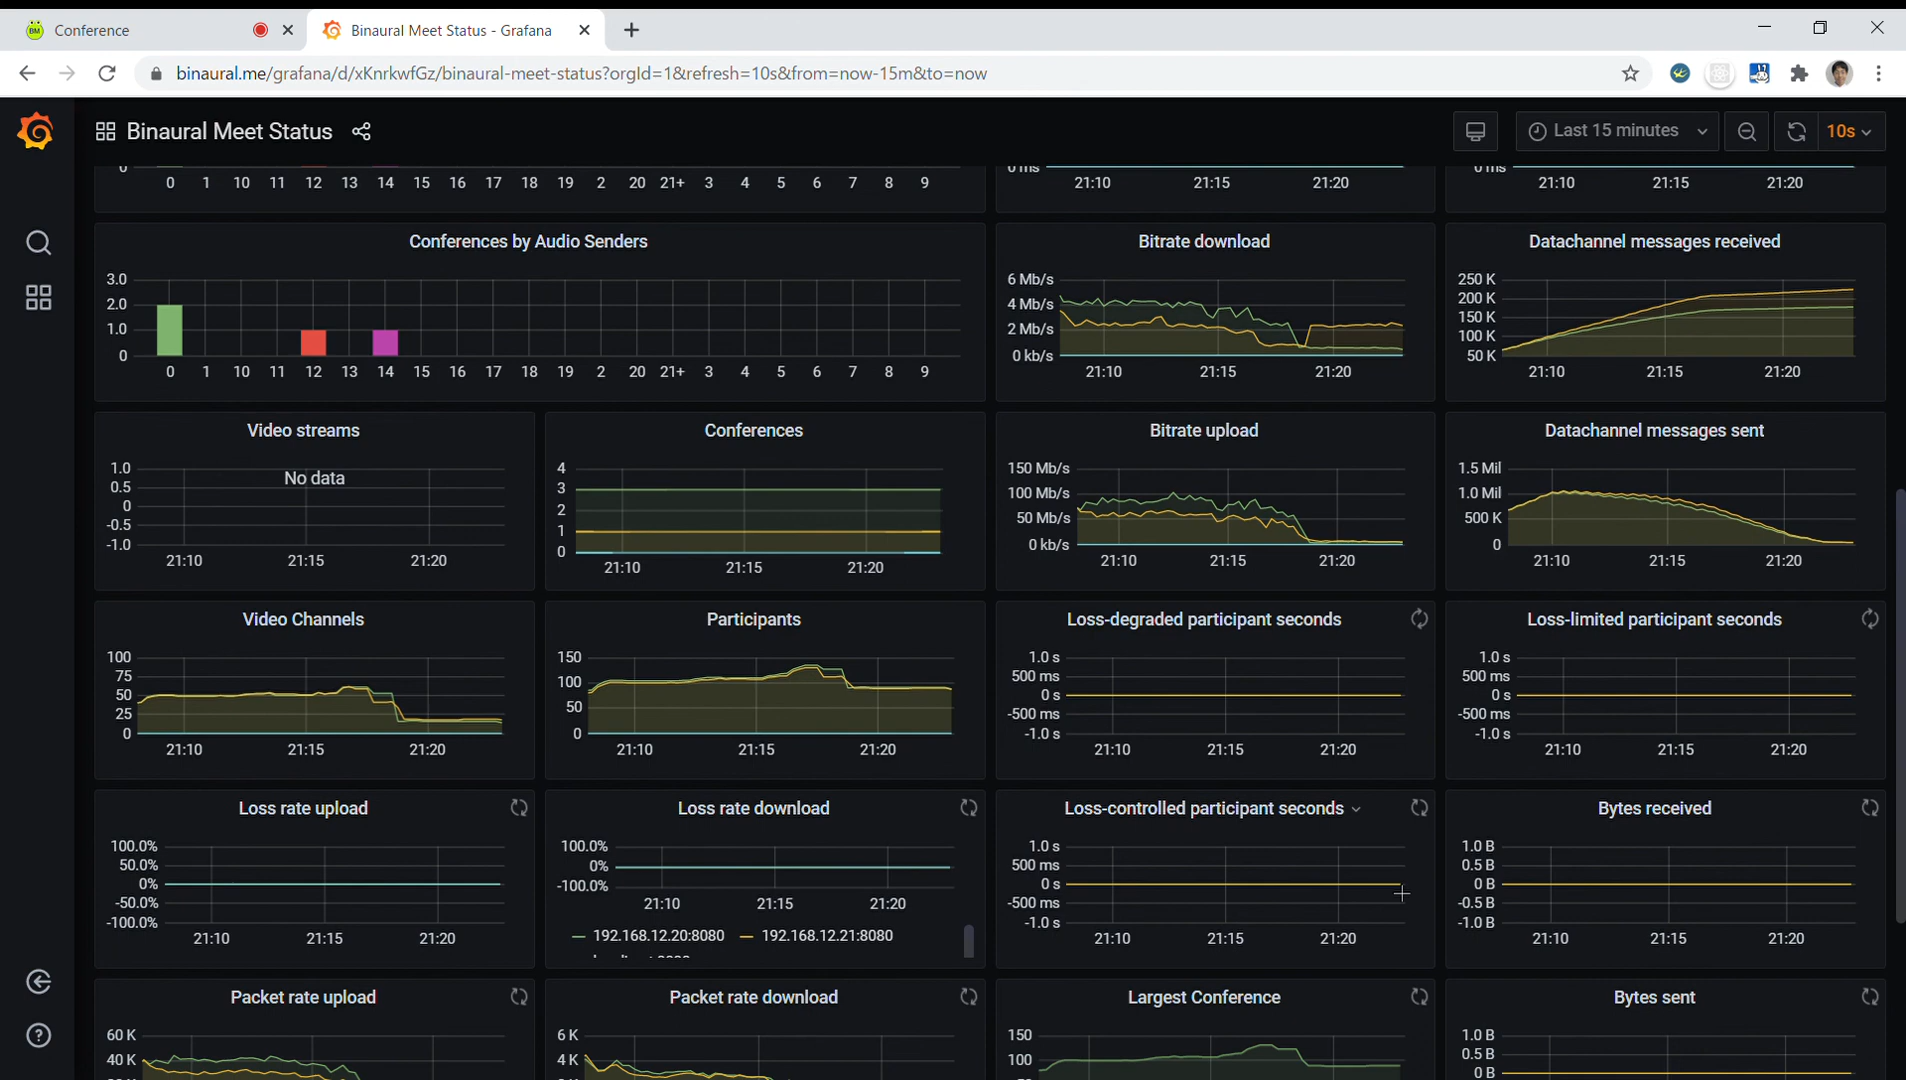 BM Conference
Binaural Meet Status - Grafana
binaural.me/grafana/d/xKnrkwfGz/binaural-meet-status?orgId=1&refresh=10s&from=now-15m&to=now
Binaural Meet Status
Last 15 minutes
10s
0 1 10 11 12 13 14 15 16 17 18 19 2 20 21+ 3 4 5 6 7 8 9
0 ms
21:10 21:15 21:20
0 ms
21:10 21:15 21:20
Conferences by Audio Senders
3.0
2.0
1.0
0
0 1 10 11 12 13 14 15 16 17 18 19 2 20 21+ 3 4 5 6 7 8 9
Bitrate download
6 Mb/s
4 Mb/s
2 Mb/s
0 kb/s
21:10 21:15 21:20
Datachannel messages received
250 K
200 K
150 K
100 K
50 K
21:10 21:15 21:20
Video streams
1.0
0.5
0
-0.5
-1.0
No data
21:10 21:15 21:20
Conferences
4
3
2
1
0
21:10 21:15 21:20
Bitrate upload
150 Mb/s
100 Mb/s
50 Mb/s
0 kb/s
21:10 21:15 21:20
Datachannel messages sent
1.5 Mil
1.0 Mil
500 K
0
21:10 21:15 21:20
Video Channels
100
75
50
25
0
21:10 21:15 21:20
Participants
150
100
50
0
21:10 21:15 21:20
Loss-degraded participant seconds
1.0 s
500 ms
0 s
-500 ms
-1.0 s
21:10 21:15 21:20
Loss-limited participant seconds
1.0 s
500 ms
0 s
-500 ms
-1.0 s
21:10 21:15 21:20
Loss rate upload
100.0%
50.0%
0%
-50.0%
-100.0%
21:10 21:15 21:20
Loss rate download
100.0%
0%
-100.0%
21:10 21:15 21:20
192.168.12.20:8080 192.168.12.21:8080
Loss-controlled participant seconds
1.0 s
500 ms
0 s
-500 ms
-1.0 s
21:10 21:15 21:20
Bytes received
1.0 B
0.5 B
0 B
-0.5 B
-1.0 B
21:10 21:15 21:20
Packet rate upload
60 K
40 K
Packet rate download
6 K
4 K
Largest Conference
150
100
Bytes sent
1.0 B
0.5 B
0 B